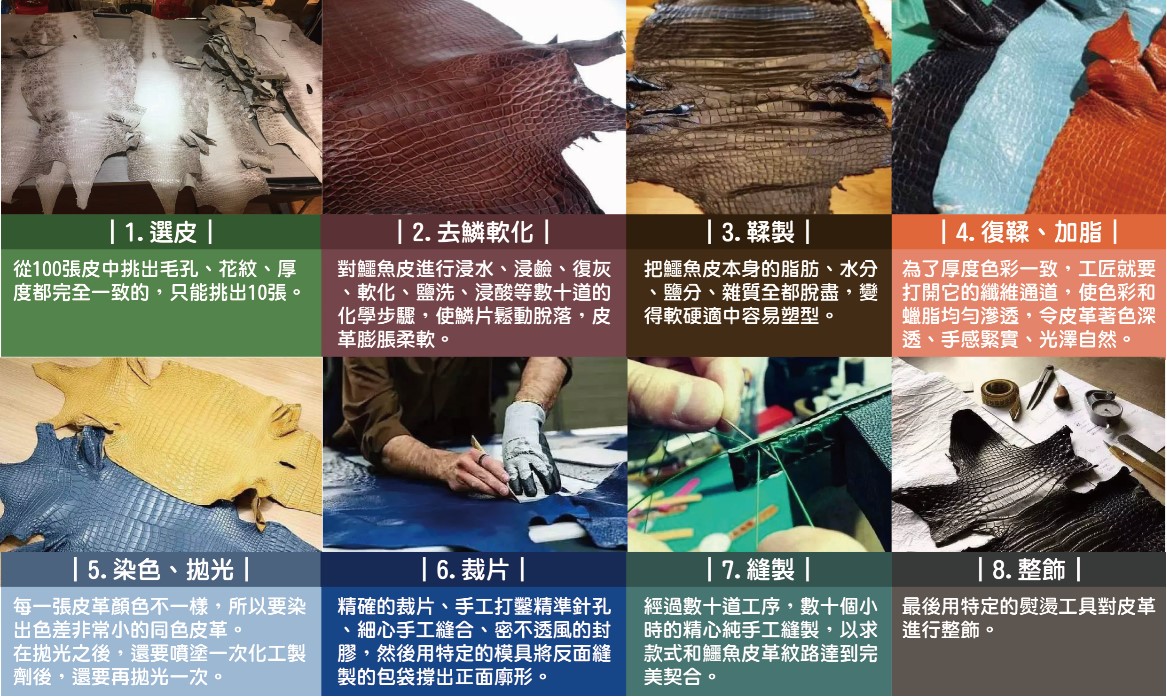 ｜1. 選皮｜
從100張皮中挑出毛孔、花紋、厚
度都完全一致的，只能挑出10張。
｜2. 去鱗軟化｜
對鱷魚皮進行浸水、浸鹼、復灰
、軟化、鹽洗、浸酸等數十道的
化學步驟，使鱗片鬆動脫落，皮
革膨脹柔軟。
｜3. 鞣製｜
把鱷魚皮本身的脂肪、水分
、鹽分、雜質全都脫盡，變
得軟硬適中容易塑型。
｜4. 復鞣、加脂｜
為了厚度色彩一致，工匠就要
打開它的纖維通道，使色彩和
蠟脂均勻滲透，令皮革著色深
透、手感緊實、光澤自然。
｜5. 染色、拋光｜
每一張皮革顏色不一樣，所以要染
出色差非常小的同色皮革。
在拋光之後，還要噴塗一次化工製
劑後，還要再拋光一次。
｜6. 裁片｜
精確的裁片、手工打鑿精準針孔
、細心手工縫合、密不透風的封
膠，然後用特定的模具將反面縫
製的包袋撐出正面廓形。
｜7. 縫製｜
經過數十道工序，數十個小
時的精心純手工縫製，以求
款式和鱷魚皮革紋路達到完
美契合。
｜8. 整飾｜
最後用特定的熨燙工具對皮革
進行整飾。